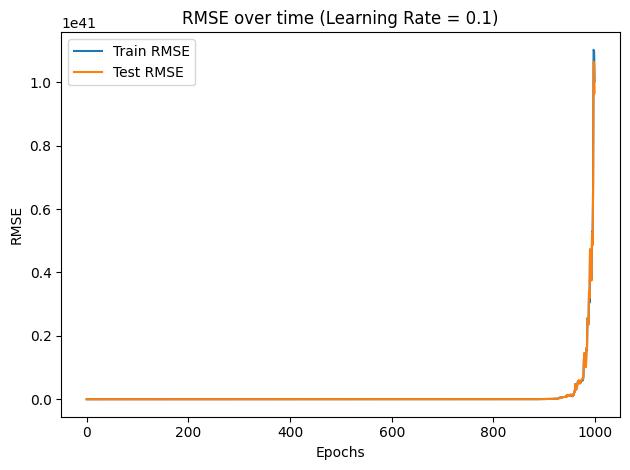 RMSE over time (Learning Rate = 0.1)
1e41
Train RMSE
Test RMSE
1.0
0.8
0.6
0.4
0.2
0.0
RMSE
0 200 400 600 800 1000
Epochs